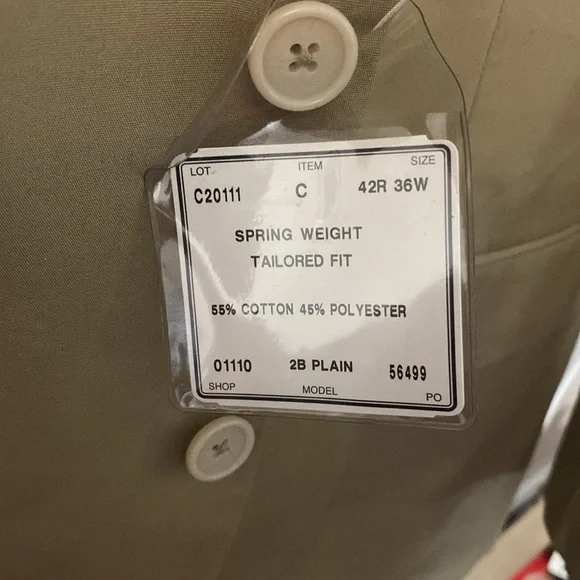 LOT ITEM SIZE
C20111 C 42R 36W
SPRING WEIGHT
TAILORED FIT
55% COTTON 45% POLYESTER
01110 2B PLAIN 56499
SHOP MODEL PO